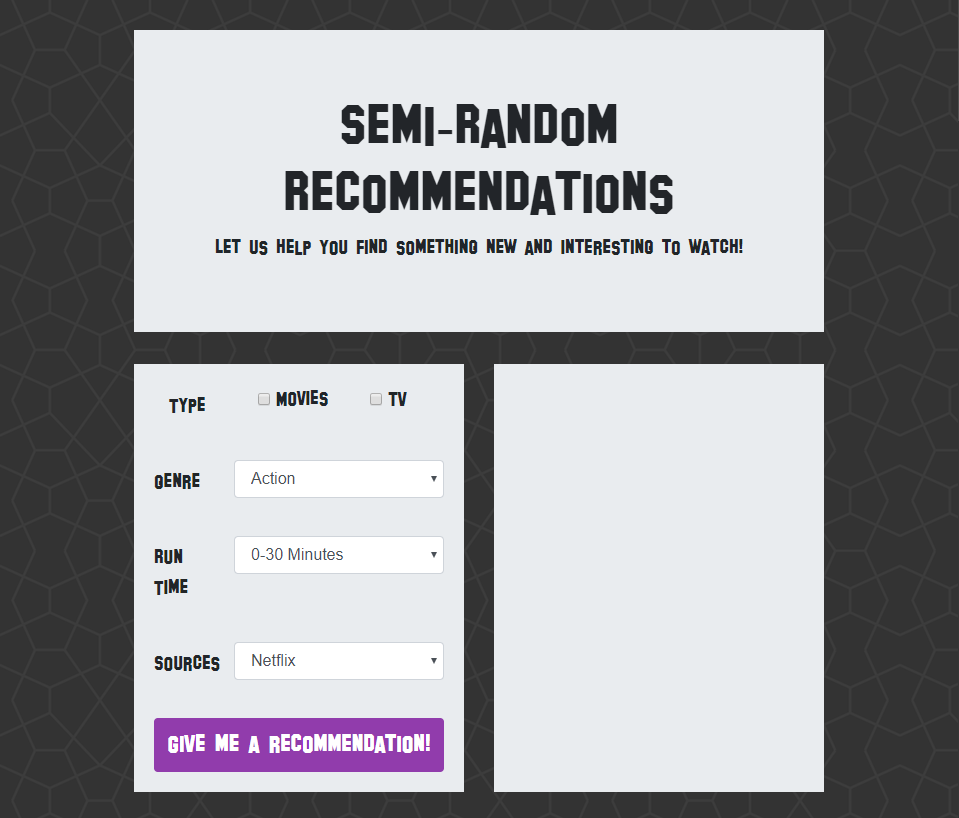 SEMI-RANDOM
RECOMMENDATIONS
LET US HELP YOU FIND SOMETHING NEW AND INTERESTING TO WATCH!
TYPE MOVIES TV
GENRE Action
RUN 0-30 Minutes
TIME
SOURCES Netflix
GIVE ME A RECOMMENDATION!